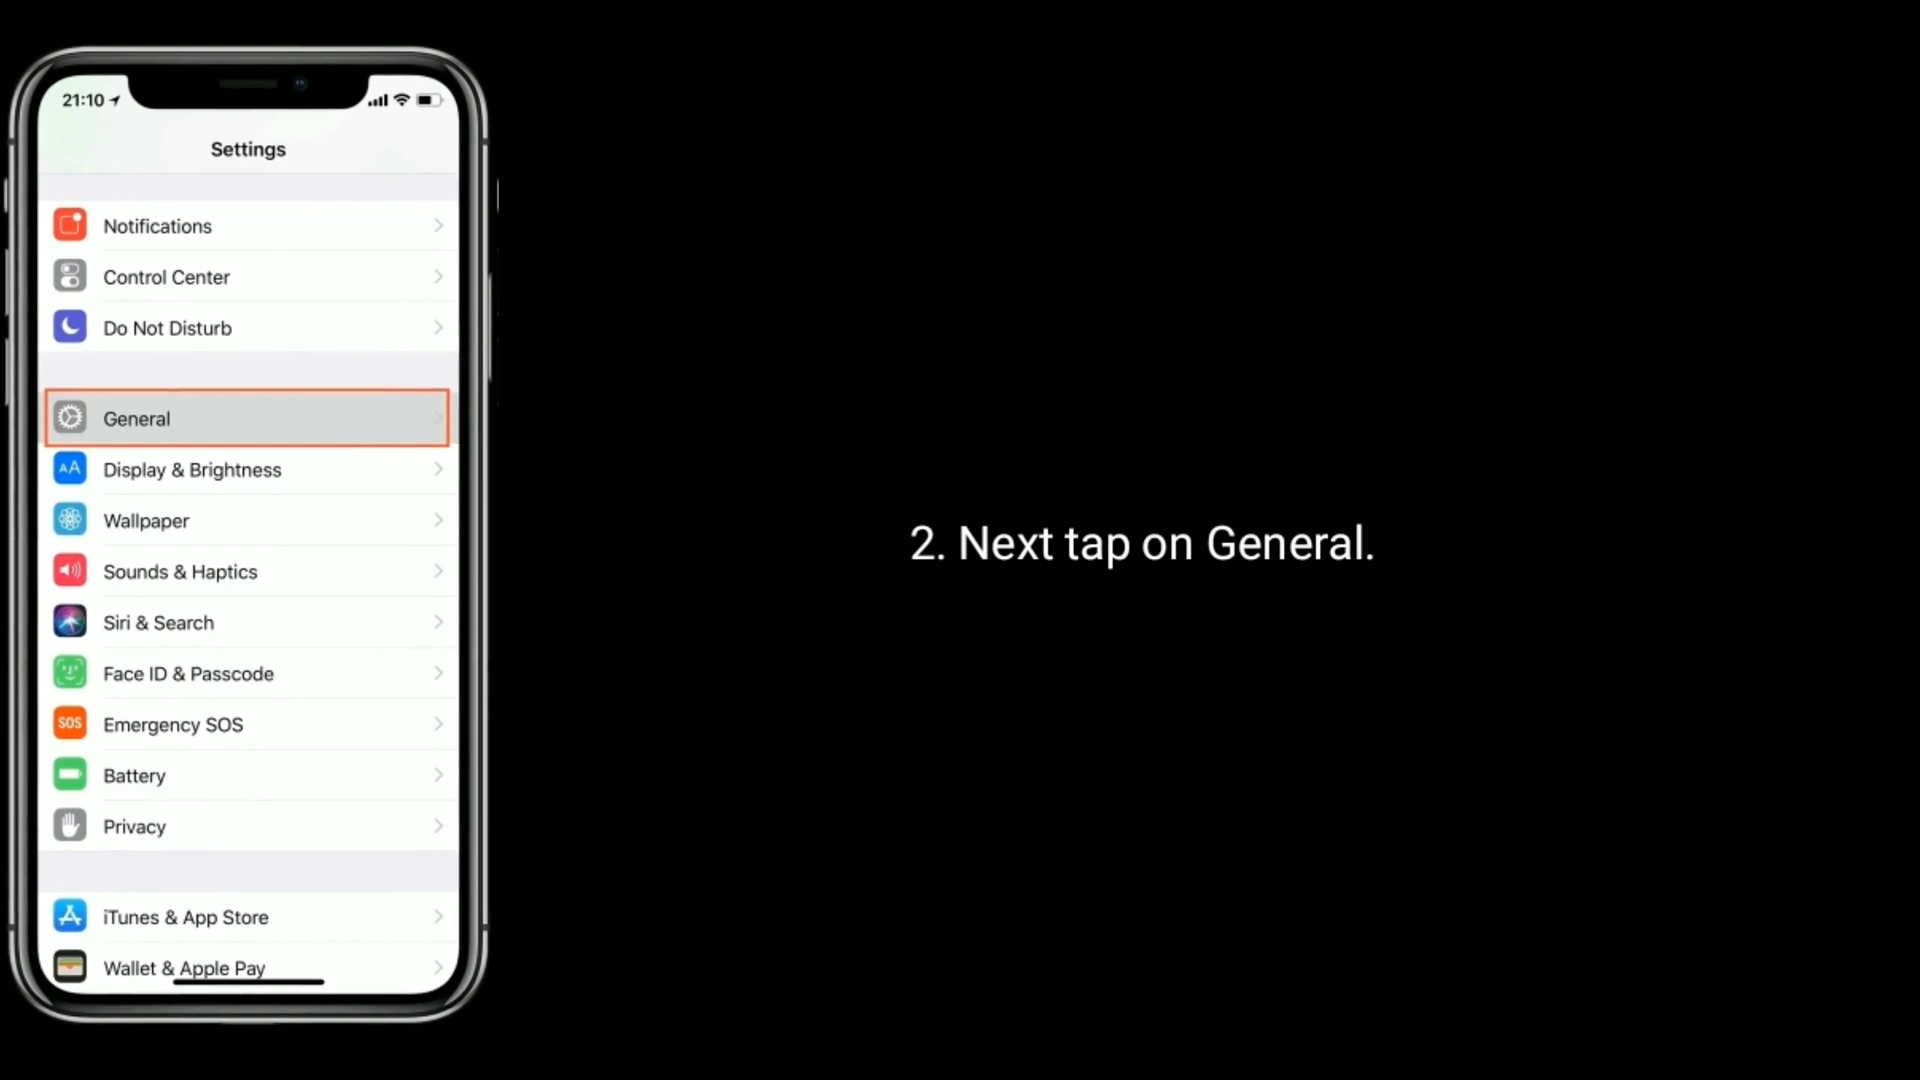 21:10
Settings
Notifications
Control Center
Do Not Disturb
General
AA Display & Brightness
Wallpaper
Sounds & Haptics
Siri & Search
Face ID & Passcode
SOS Emergency SOS
Battery
Privacy
iTunes & App Store
Wallet & Apple Pay
2. Next tap on General.